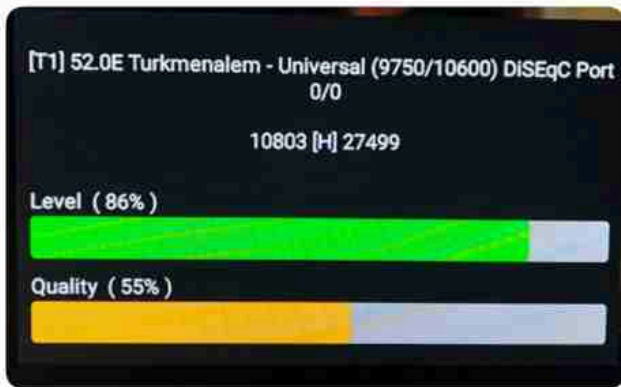 [T1] 52.0E Turkmenalem - Universal (9750/10600) DiSEqC Port
0/0
10803 [H] 27499
Level ( 86% )
Quality ( 55% )